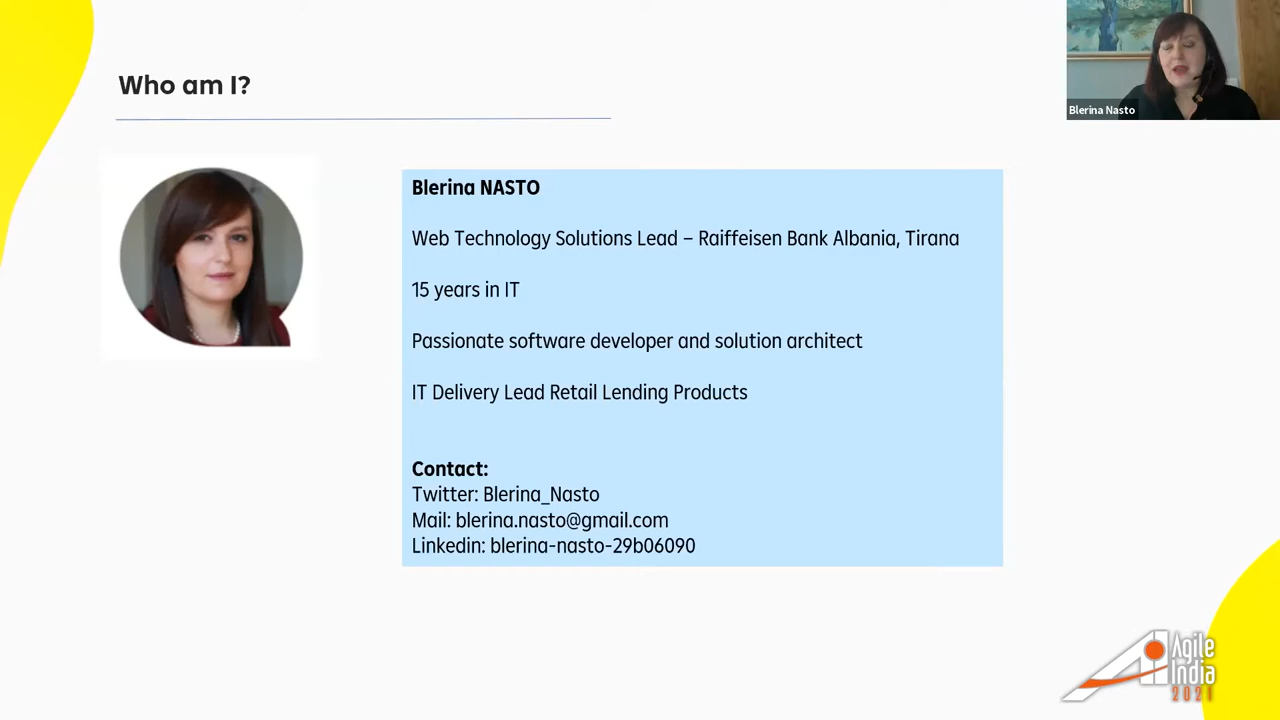 Who am I?
Blerina Nasto
Blerina NASTO
Web Technology Solutions Lead – Raiffeisen Bank Albania, Tirana
15 years in IT
Passionate software developer and solution architect
IT Delivery Lead Retail Lending Products
Contact:
Twitter: Blerina_Nasto
Mail: blerina.nasto@gmail.com
Linkedin: blerina-nasto-29b06090
Agile
India
2021